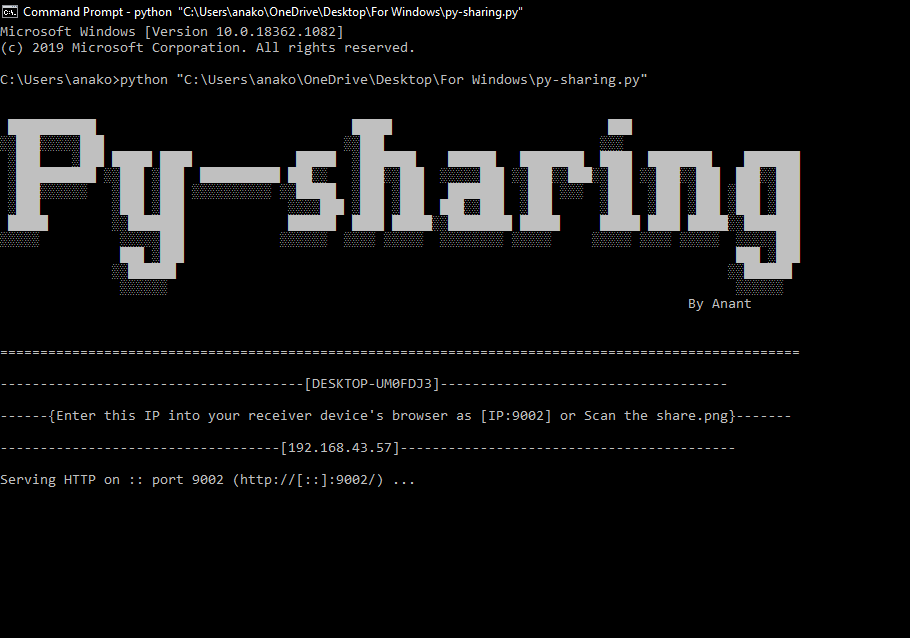 Command Prompt - python "C:\Users\anako\OneDrive\Desktop\For Windows\py-sharing.py"
Microsoft Windows [Version 10.0.18362.1082]
(c) 2019 Microsoft Corporation. All rights reserved.
C:\Users\anako>python "C:\Users\anako\OneDrive\Desktop\For Windows\py-sharing.py"
Py-sharing
By Anant
====================================================================================================
--------------------------------------[DESKTOP-UM0FDJ3]------------------------------------
------{Enter this IP into your receiver device's browser as [IP:9002] or Scan the share.png}-------
-----------------------------------[192.168.43.57]------------------------------------------
Serving HTTP on :: port 9002 (http://[::]:9002/) ...